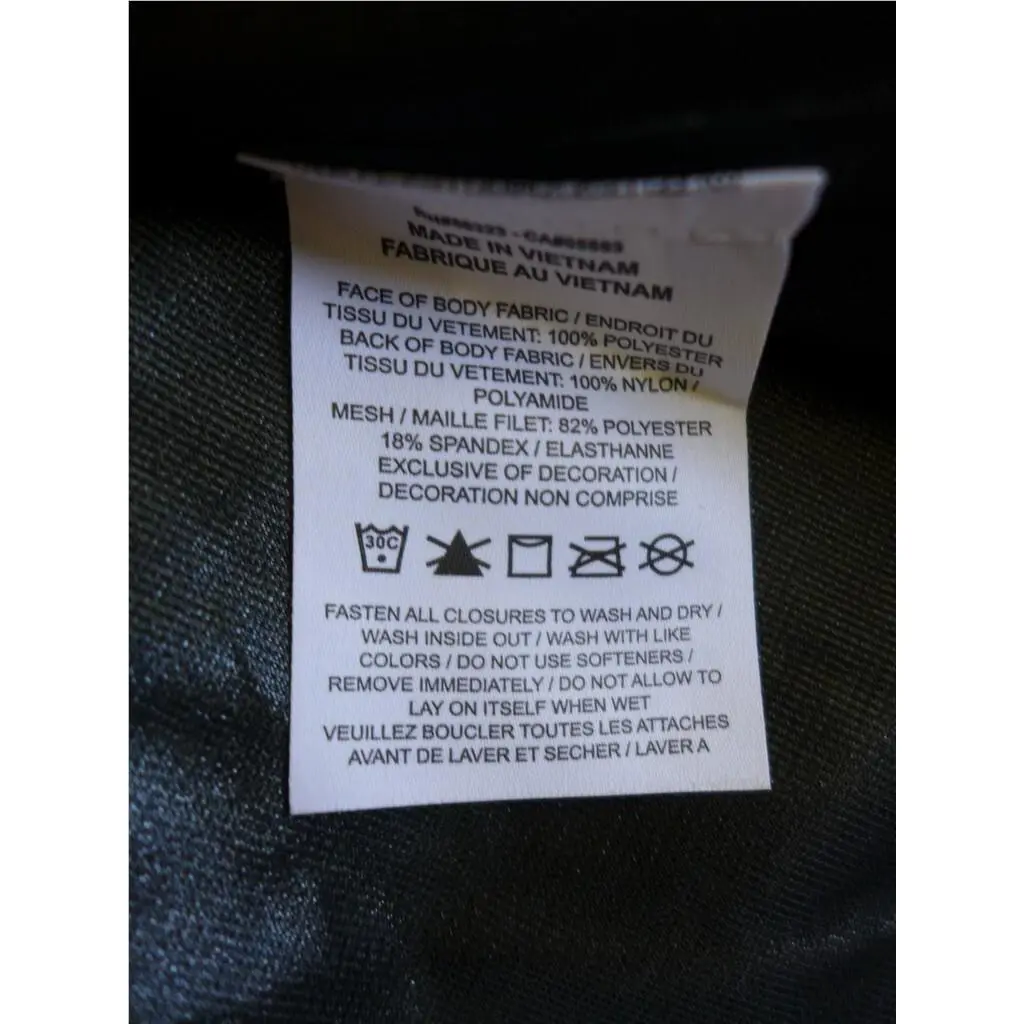 MADE IN VIETNAM
FABRIQUE AU VIETNAM
FACE OF BODY FABRIC / ENDROIT DU
TISSU DU VETEMENT: 100% POLYESTER
BACK OF BODY FABRIC / ENVERS DU
TISSU DU VETEMENT: 100% NYLON /
POLYAMIDE
MESH / MAILLE FILET: 82% POLYESTER
18% SPANDEX / ELASTHANNE
EXCLUSIVE OF DECORATION /
DECORATION NON COMPRISE
30C
FASTEN ALL CLOSURES TO WASH AND DRY /
WASH INSIDE OUT / WASH WITH LIKE
COLORS / DO NOT USE SOFTENERS /
REMOVE IMMEDIATELY / DO NOT ALLOW TO
LAY ON ITSELF WHEN WET
VEUILLEZ BOUCLER TOUTES LES ATTACHES
AVANT DE LAVER ET SECHER / LAVER A